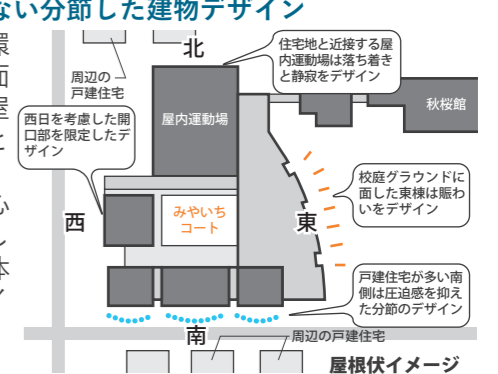 ない分節した建物デザイン
環
面
屋
と
心
し
体
北
住宅地と近接する屋
内運動場は落ち着き
と静寂をデザイン
周辺の
戸建住宅
西日を考慮した開
口部を限定したデ
ザイン
屋内運動場
秋桜館
校庭グラウンドに
面した東棟は賑わ
いをデザイン
西
みやいち
コート
東
戸建住宅が多い南
側は圧迫感を抑え
た分節のデザイン
南
周辺の戸建住宅
屋根伏イメージ